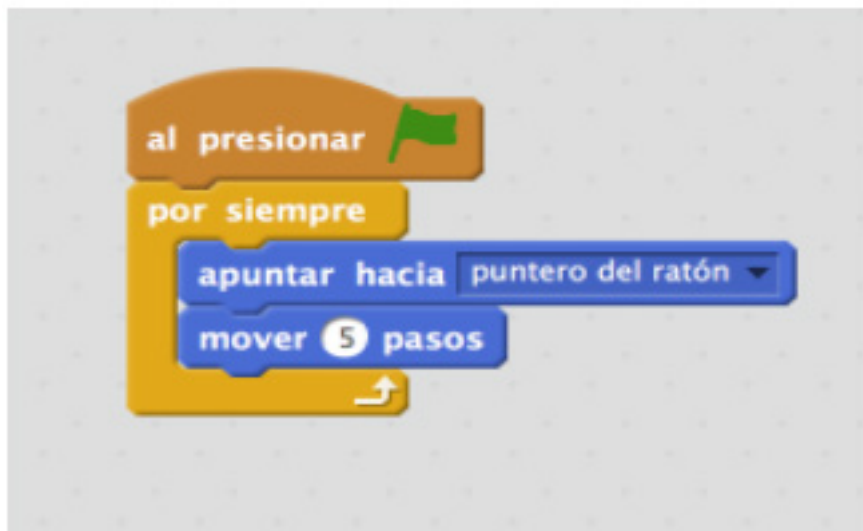 al presionar
por siempre
apuntar hacia puntero del ratón
mover 5 pasos